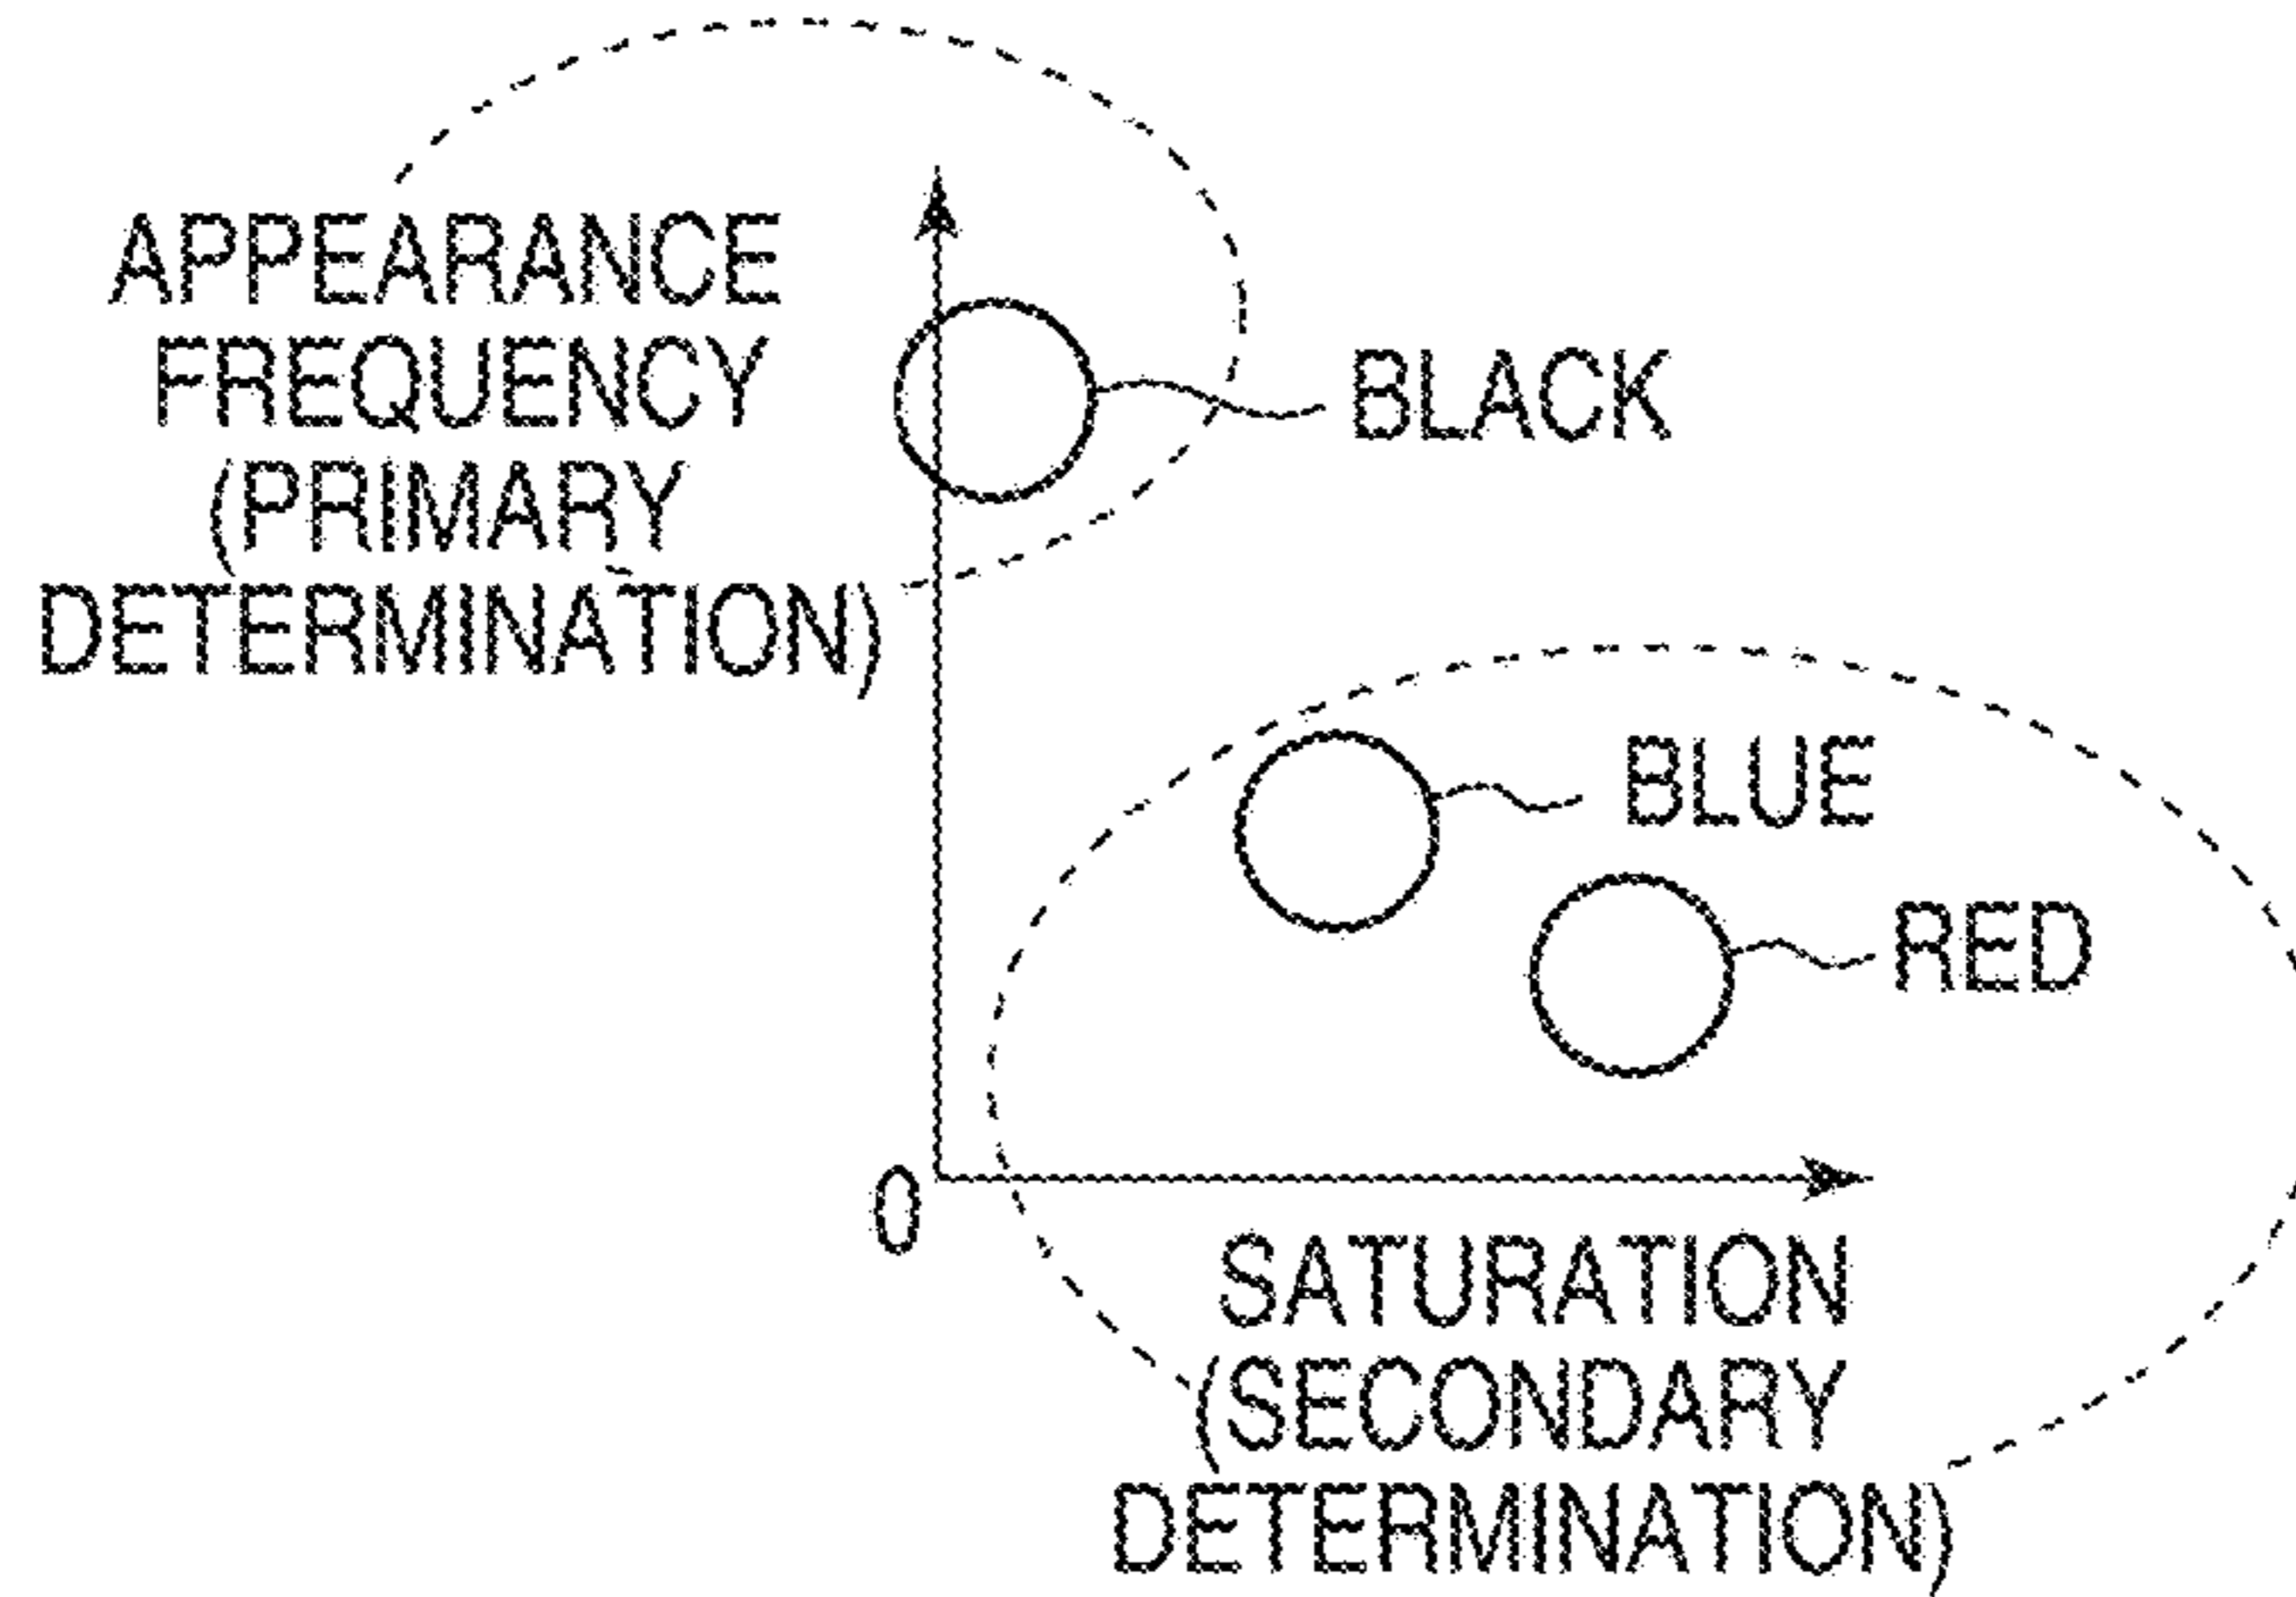 APPEARANCE
FREQUENCY
(PRIMARY
DETERMINATION)
BLACK
BLUE
RED
0
SATURATION
(SECONDARY
DETERMINATION)